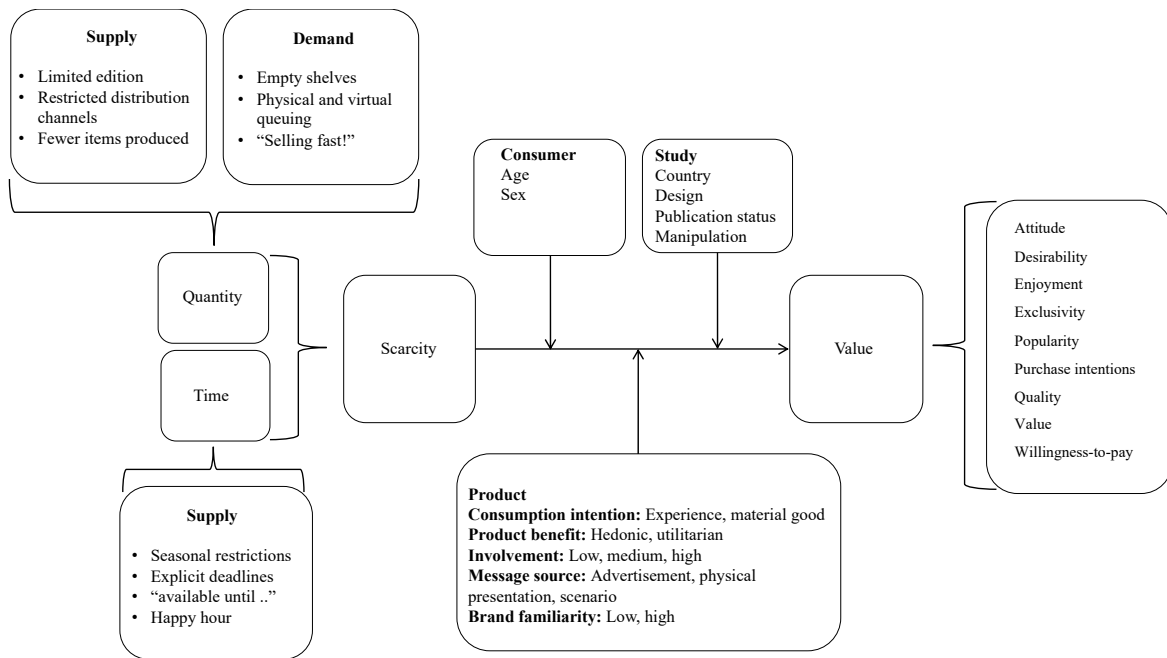 Supply
• Limited edition
• Restricted distribution
channels
• Fewer items produced
Demand
• Empty shelves
• Physical and virtual
queuing
• “Selling fast!”
Consumer
Age
Sex
Study
Country
Design
Publication status
Manipulation
Quantity
Time
Scarcity
Value
Attitude
Desirability
Enjoyment
Exclusivity
Popularity
Purchase intentions
Quality
Value
Willingness-to-pay
Supply
• Seasonal restrictions
• Explicit deadlines
• “available until ..”
• Happy hour
Product
Consumption intention: Experience, material good
Product benefit: Hedonic, utilitarian
Involvement: Low, medium, high
Message source: Advertisement, physical
presentation, scenario
Brand familiarity: Low, high